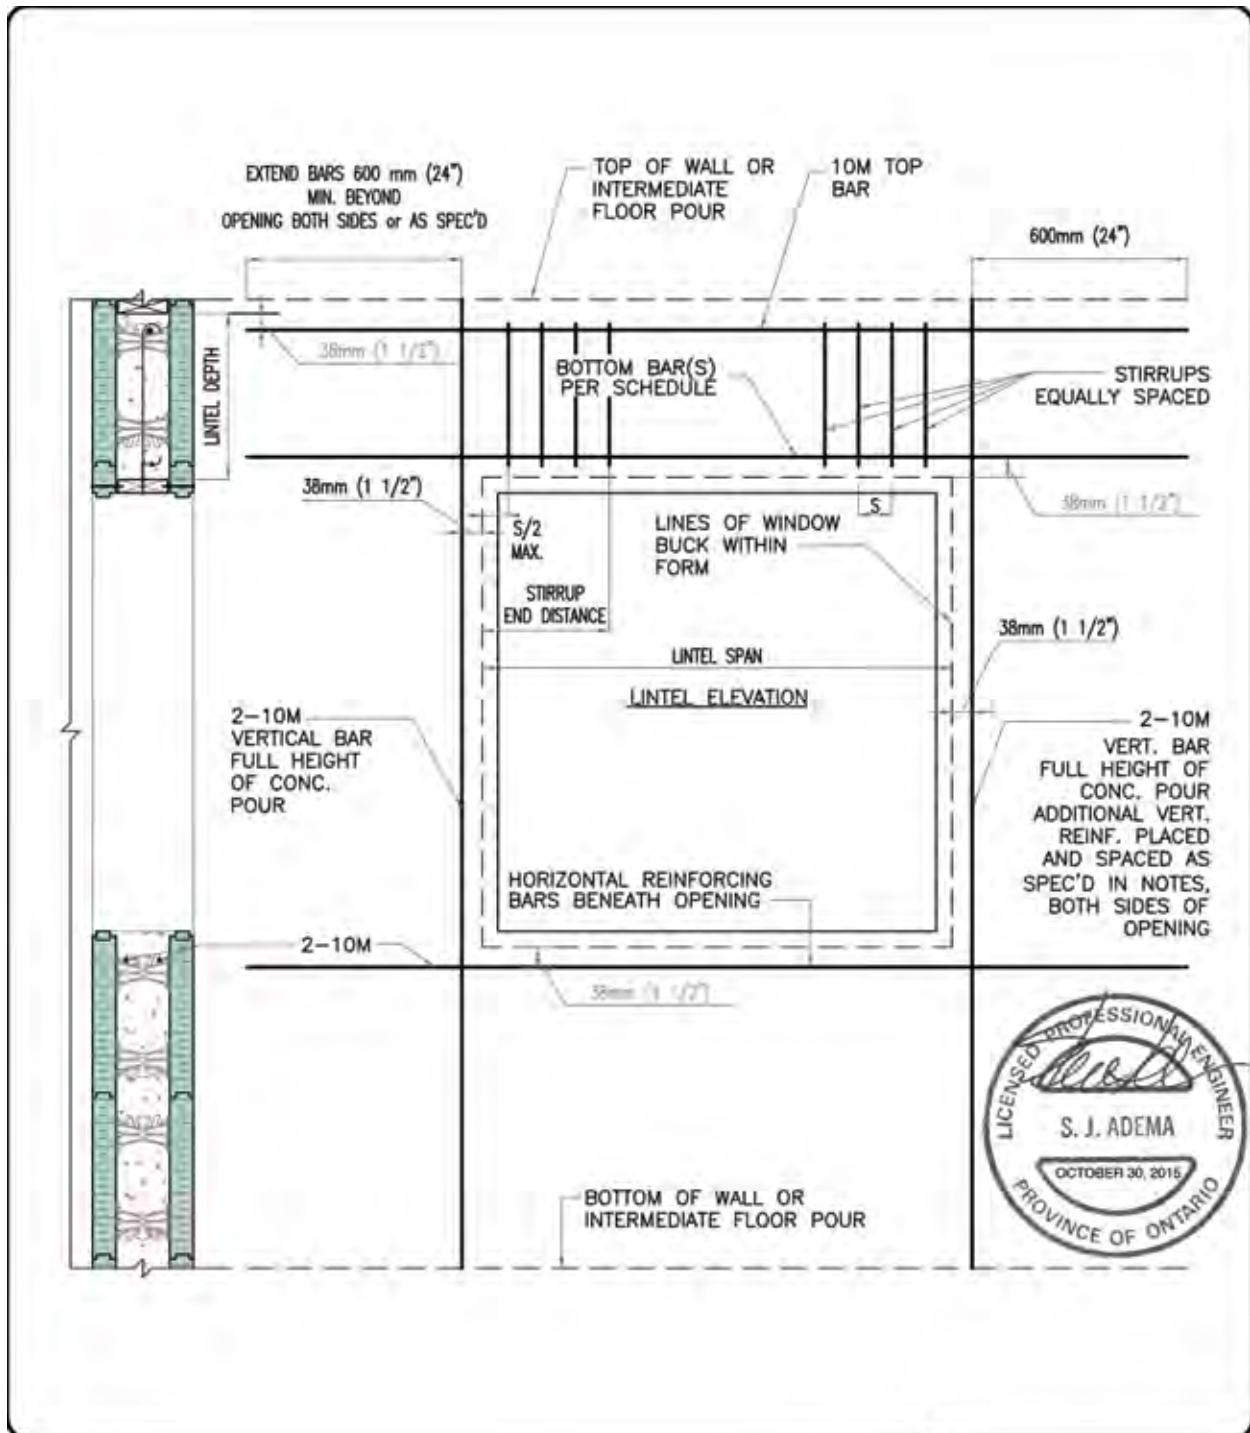 EXTEND BARS 600 mm (24")
MIN. BEYOND
OPENING BOTH SIDES or AS SPEC'D
TOP OF WALL OR
INTERMEDIATE
FLOOR POUR
10M TOP
BAR
600mm (24")
38mm (1 1/2")
LINTEL DEPTH
BOTTOM BAR(S)
PER SCHEDULE
STIRRUPS
EQUALLY SPACED
38mm (1 1/2")
S/2
MAX.
S
38mm (1 1/2")
LINES OF WINDOW
BUCK WITHIN
FORM
STIRRUP
END DISTANCE
38mm (1 1/2")
LINTEL SPAN
LINTEL ELEVATION
2-10M
VERTICAL BAR
FULL HEIGHT
OF CONC.
POUR
2-10M
VERT. BAR
FULL HEIGHT OF
CONC. POUR
ADDITIONAL VERT.
REINF. PLACED
AND SPACED AS
SPEC'D IN NOTES,
BOTH SIDES OF
OPENING
HORIZONTAL REINFORCING
BARS BENEATH OPENING
2-10M
38mm (1 1/2")
LICENSED PROFESSIONAL ENGINEER
S. J. ADEMA
OCTOBER 30, 2015
PROVINCE OF ONTARIO
BOTTOM OF WALL OR
INTERMEDIATE FLOOR POUR